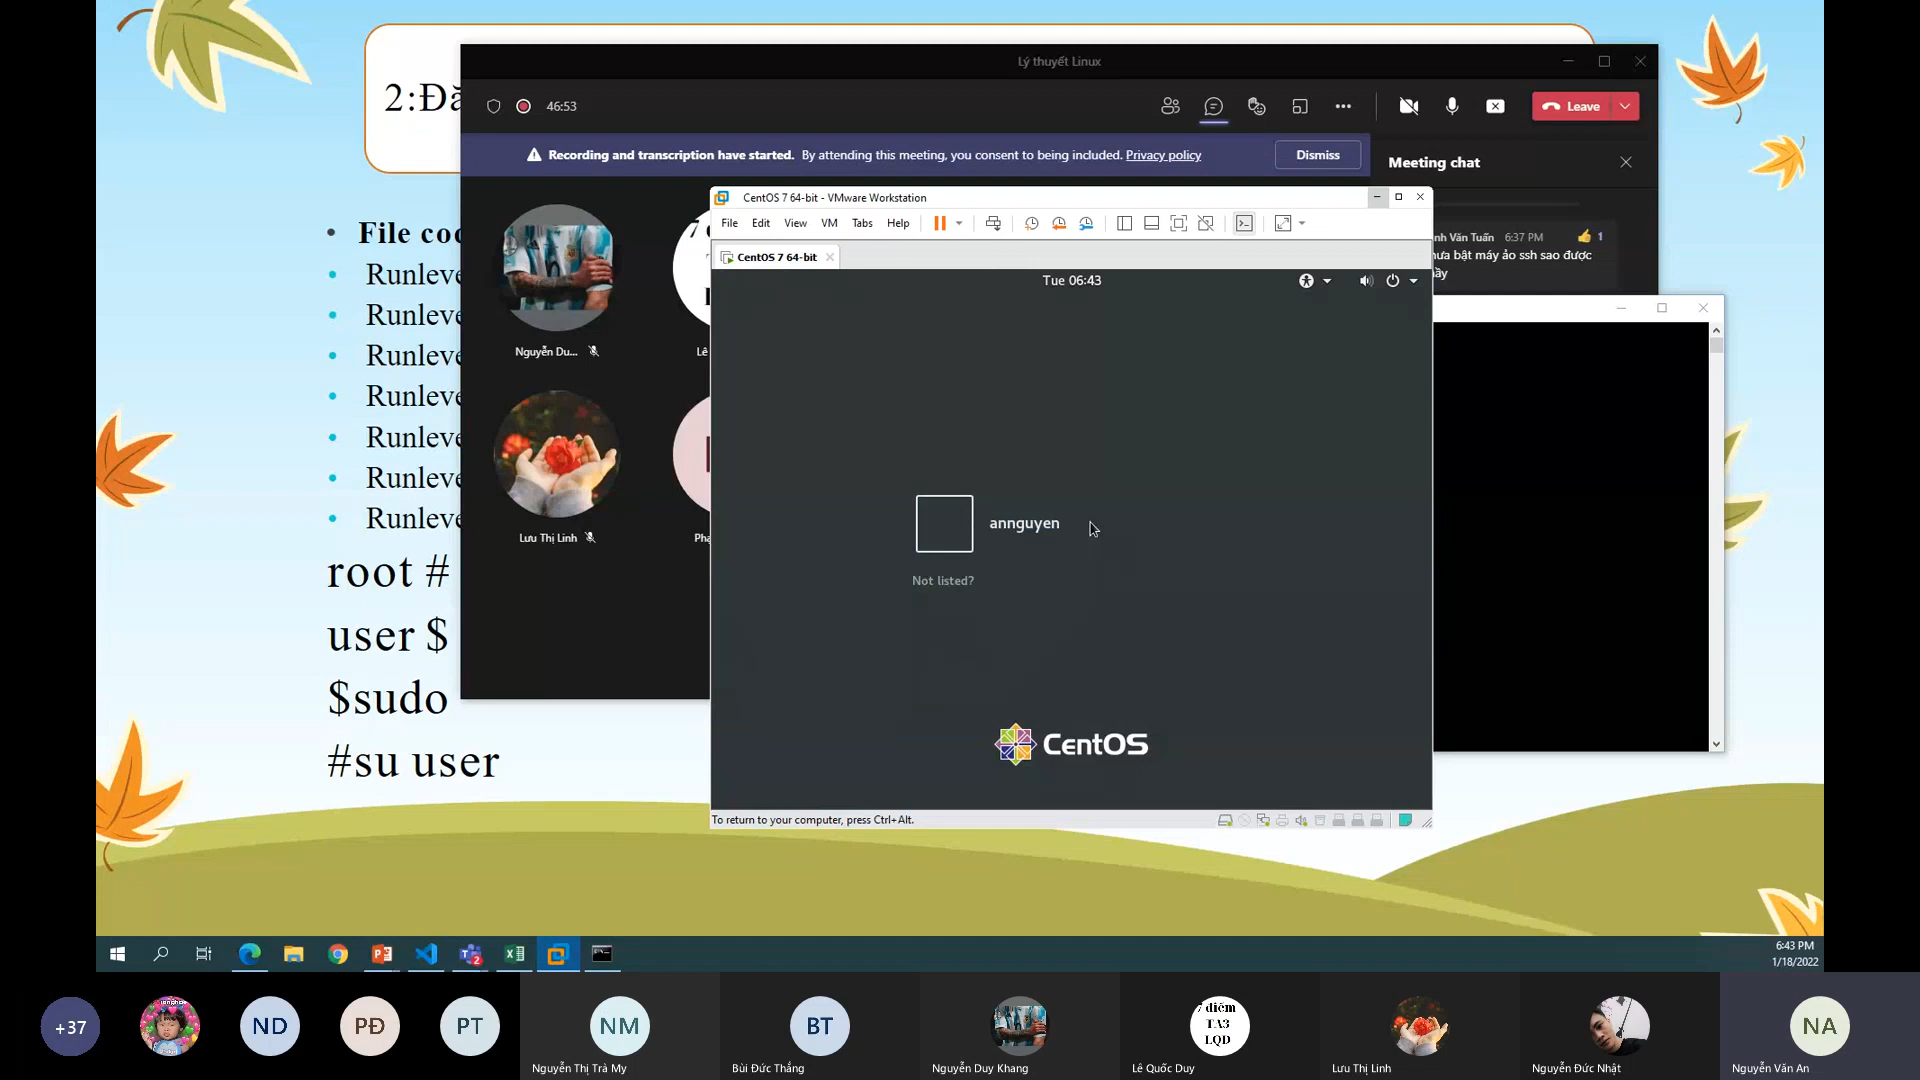 2:Đă
File co
Runleve
Runleve
Runleve
Runleve
Runleve
Runleve
Runleve
root #
user $
$sudo
#su user
Lý thuyết Linux
46:53
Leave
Recording and transcription have started. By attending this meeting, you consent to being included. Privacy policy
Dismiss
Meeting chat
nh Văn Tuấn 6:37 PM
1
ưa bật máy ảo ssh sao được
ầy
Nguyễn Du...
Lê
Lưu Thị Linh
Phạ
CentOS 7 64-bit - VMware Workstation
File Edit View VM Tabs Help
CentOS 7 64-bit
Tue 06:43
annguyen
Not listed?
CentOS
To return to your computer, press Ctrl+Alt.
6:43 PM
1/18/2022
+37
ND
PĐ
PT
NM
Nguyễn Thị Trà My
BT
Bùi Đức Thắng
Nguyễn Duy Khang
7 điểm
TA3
LQD
Lê Quốc Duy
Lưu Thị Linh
Nguyễn Đức Nhật
NA
Nguyễn Văn An